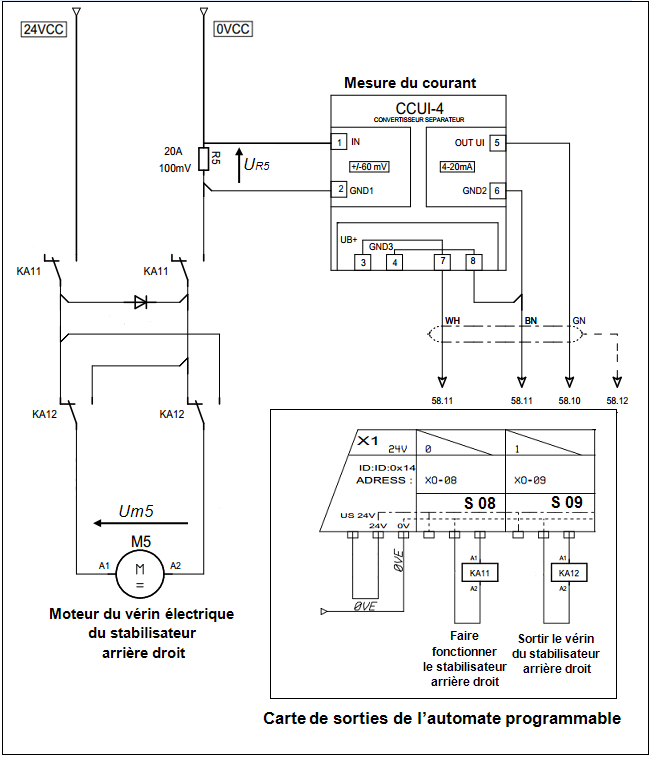 24VCC
0VCC
Mesure du courant
CCUI-4
CONVERTISSEUR SEPARATEUR
1 IN
OUT UI 5
+/-60 mV
4-20mA
2 GND1
GND2 6
20A
100mV
R5
UR5
UB+
GND3
3 4 7 8
KA11
KA11
WH BN GN
58.11 58.11 58.10 58.12
KA12
KA12
X1
24V 0 1
ID:ID:0x14
ADRESS : XO-08 XO-09
S 08 S 09
US 24V
24V 0V
Um5
M5
A1 M = A2
0VE
0VE
A1 A1
KA11 KA12
A2 A2
Moteur du vérin électrique
du stabilisateur
arrière droit
Faire
fonctionner
le stabilisateur
arrière droit
Sortir le vérin
du stabilisateur
arrière droit
Carte de sorties de l’automate programmable